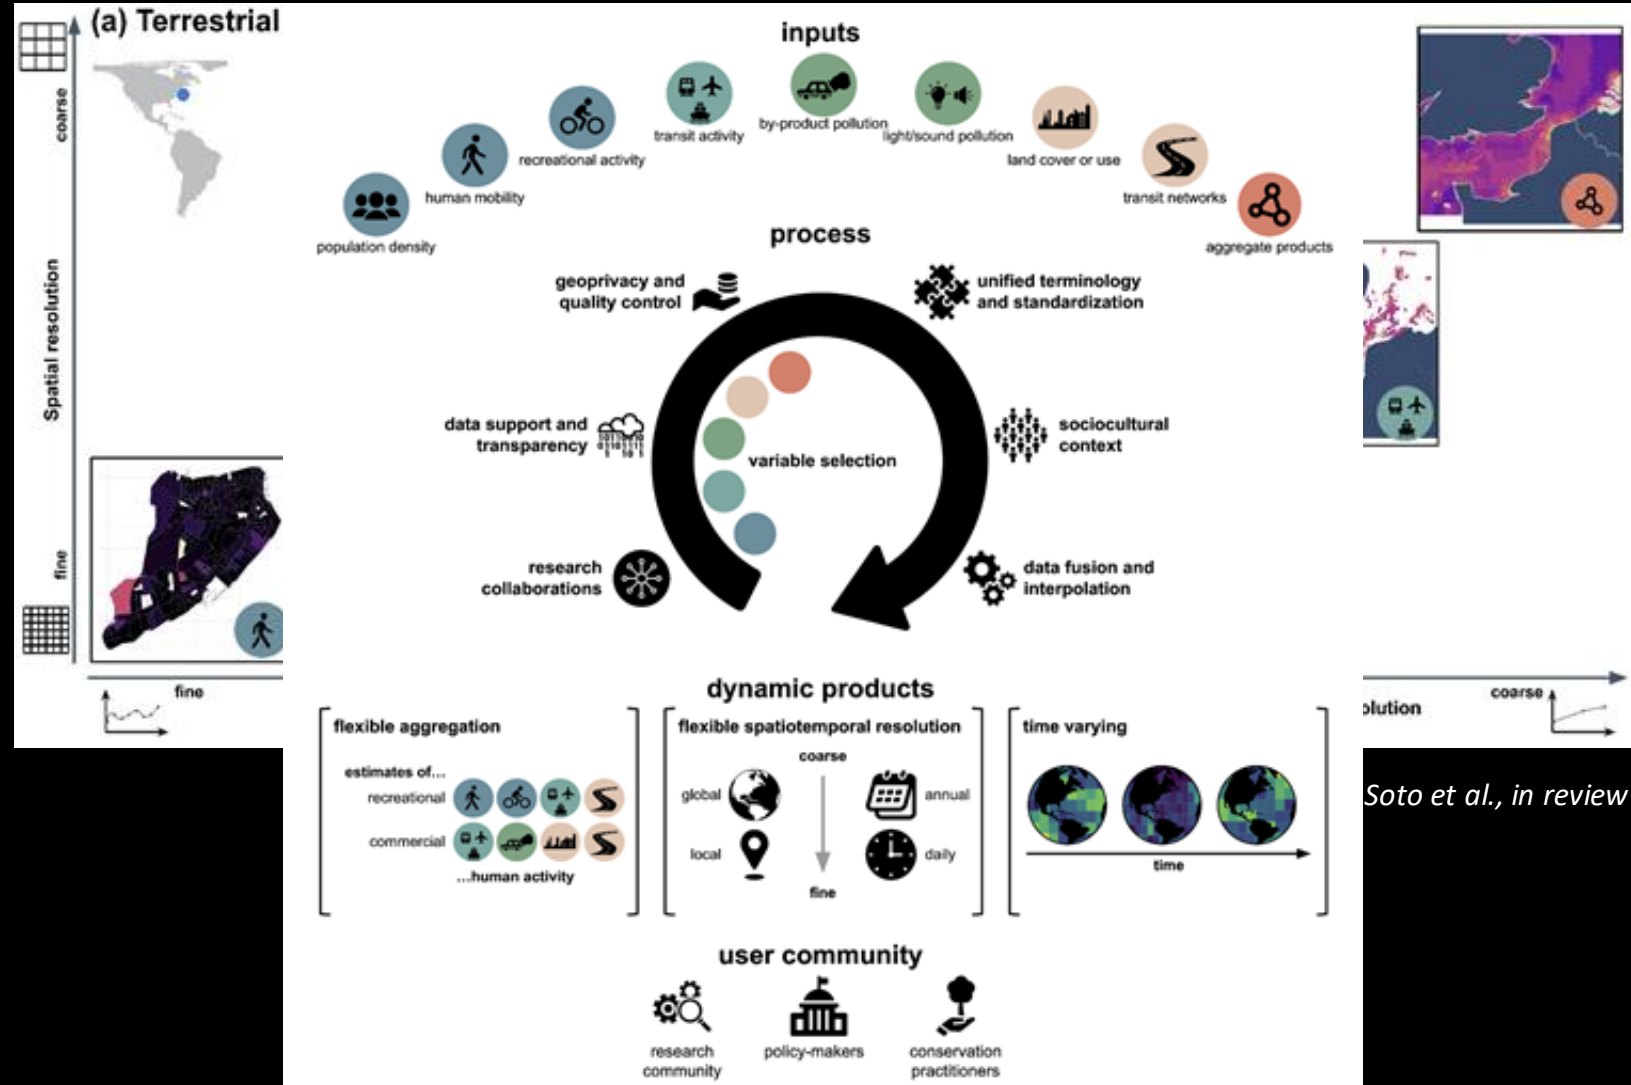 (a) Terrestrial
coarse
Spatial resolution
fine
fine
inputs
population density
human mobility
recreational activity
transit activity
by-product pollution
light/sound pollution
land cover or use
transit networks
aggregate products
process
geoprivacy and
quality control
unified terminology
and standardization
data support and
transparency
variable selection
sociocultural
context
research
collaborations
data fusion and
interpolation
dynamic products
flexible aggregation
estimates of...
recreational
commercial
...human activity
flexible spatiotemporal resolution
coarse
global
annual
local
daily
fine
time varying
time
user community
research
community
policy-makers
conservation
practitioners
coarse
olution
Soto et al., in review